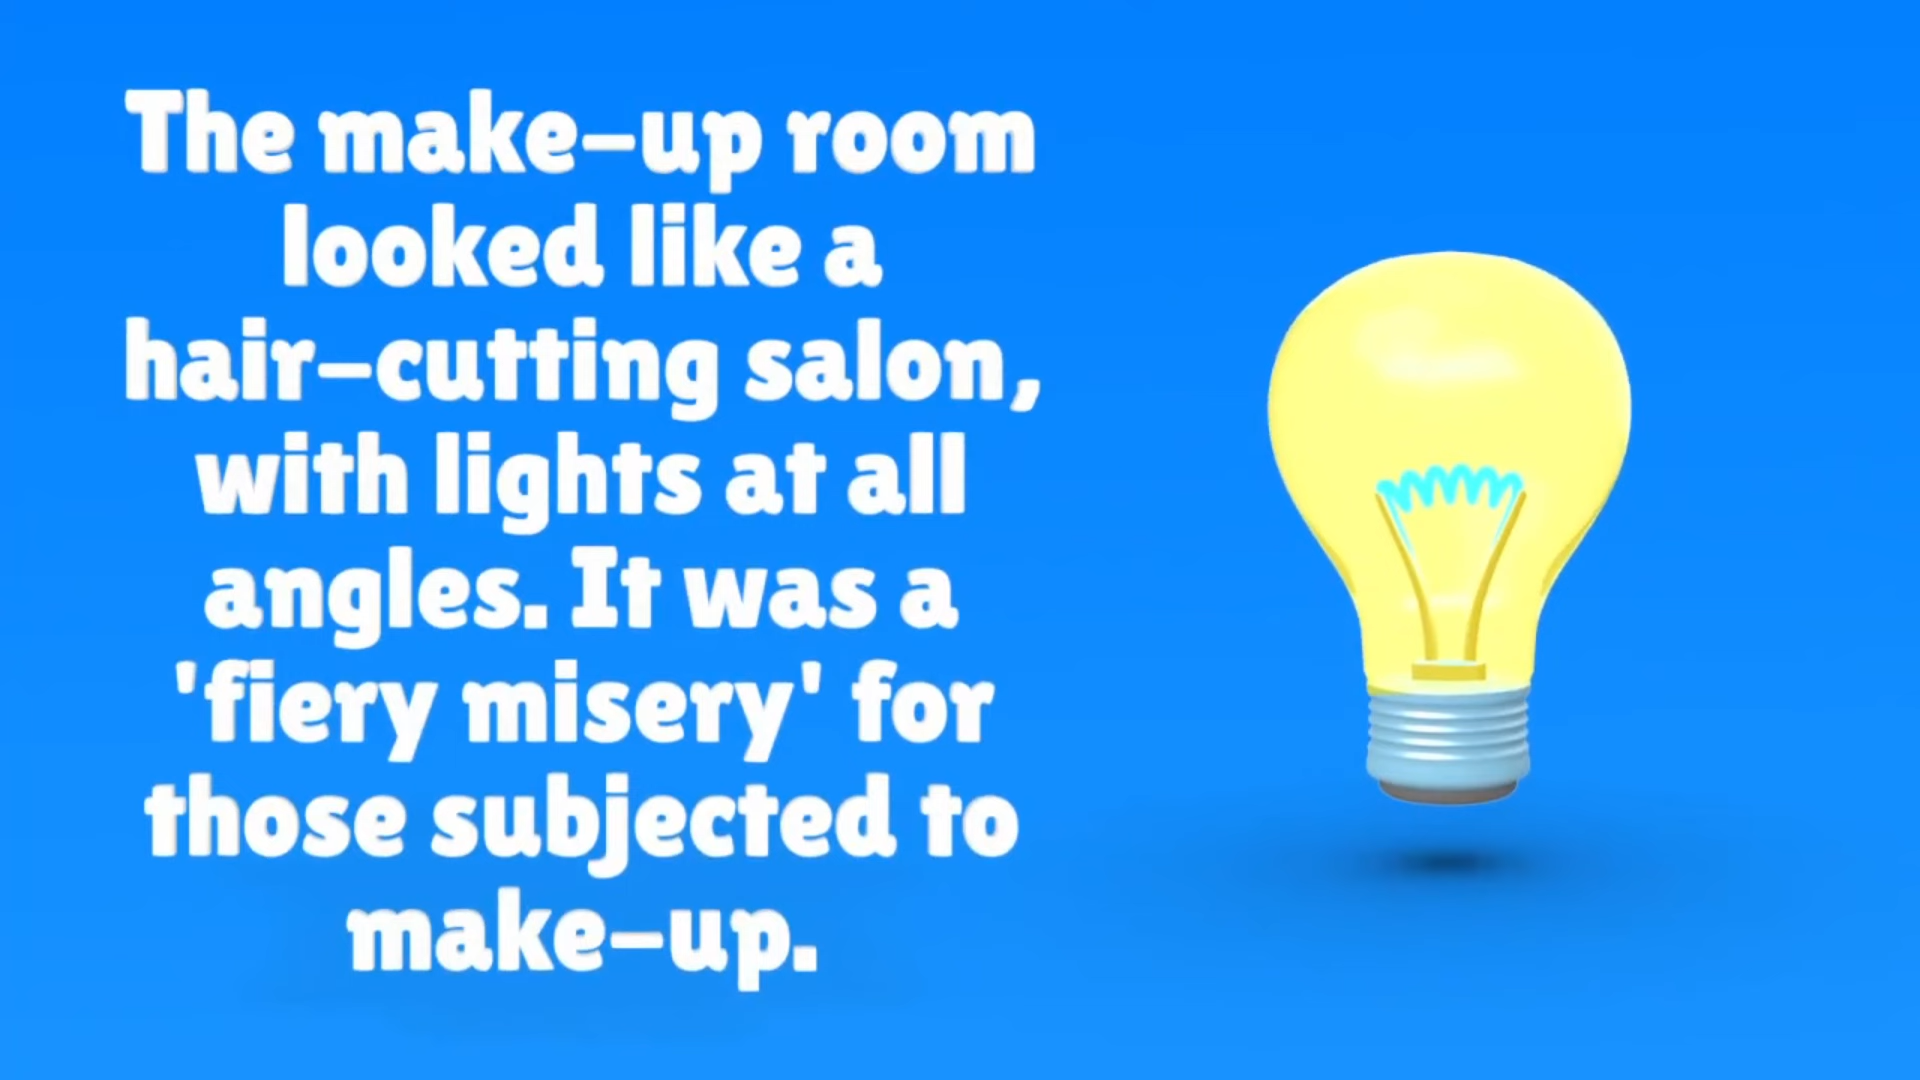 The make-up room
looked like a
hair-cutting salon,
with lights at all
angles. It was a
'fiery misery' for
those subjected to
make-up.